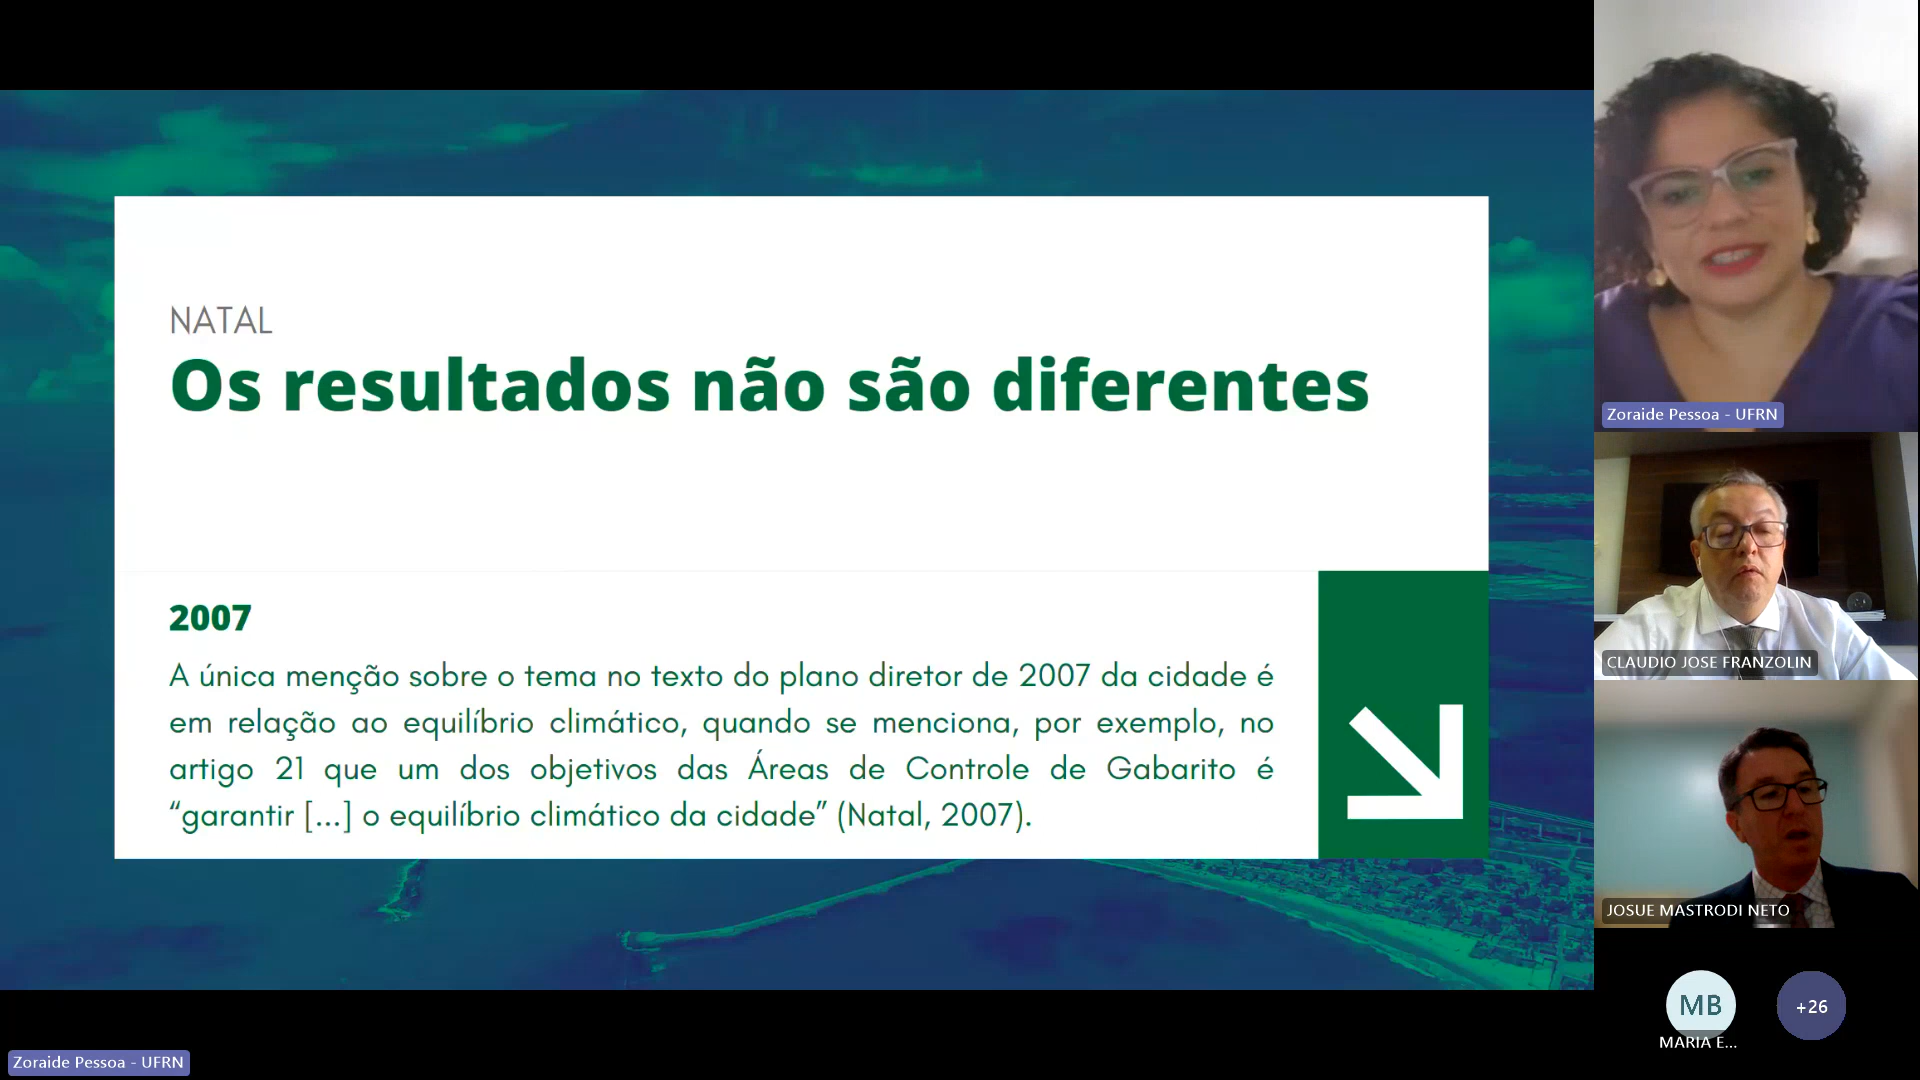 NATAL
Os resultados não são diferentes
2007
A única menção sobre o tema no texto do plano diretor de 2007 da cidade é
em relação ao equilíbrio climático, quando se menciona, por exemplo, no
artigo 21 que um dos objetivos das Áreas de Controle de Gabarito é
“garantir [...] o equilíbrio climático da cidade” (Natal, 2007).
Zoraide Pessoa - UFRN
CLAUDIO JOSE FRANZOLIN
JOSUE MASTRODI NETO
MB
+26
MARIA E...
Zoraide Pessoa - UFRN